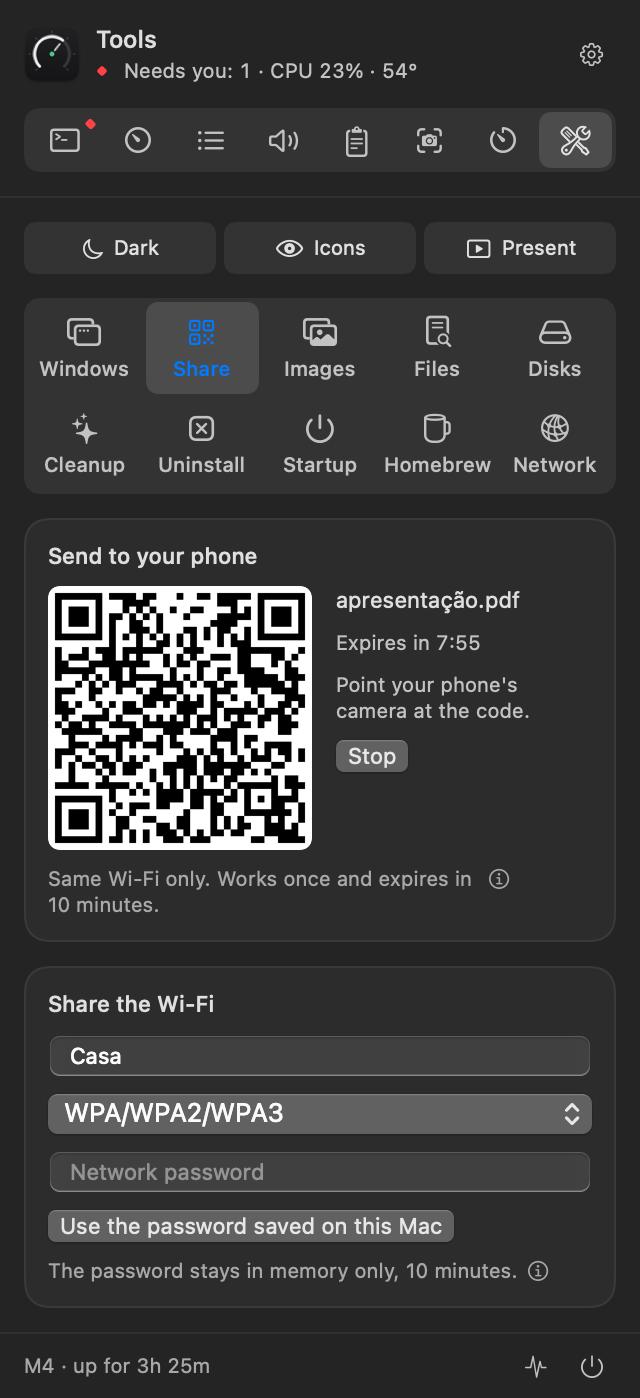 Tools
Needs you: 1 · CPU 23% · 54°
Dark
Icons
Present
Windows
Share
Images
Files
Disks
Cleanup
Uninstall
Startup
Homebrew
Network
Send to your phone
apresentação.pdf
Expires in 7:55
Point your phone's
camera at the code.
Stop
Same Wi-Fi only. Works once and expires in
10 minutes.
Share the Wi-Fi
Casa
WPA/WPA2/WPA3
Network password
Use the password saved on this Mac
The password stays in memory only, 10 minutes.
M4 · up for 3h 25m